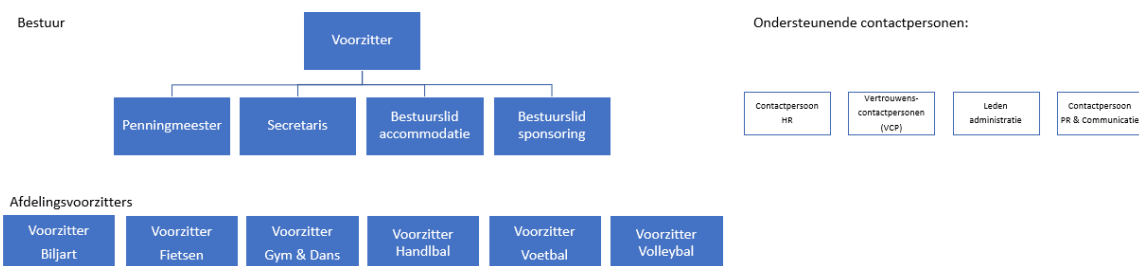 Bestuur
Ondersteunende contactpersonen:
Voorzitter
Penningmeester
Secretaris
Bestuurslid
accommodatie
Bestuurslid
sponsoring
Contactpersoon
HR
Vertrouwens-
contactpersonen
(VCP)
Leden
administratie
Contactpersoon
PR & Communicatie
Afdelingsvoorzitters
Voorzitter
Biljart
Voorzitter
Fietsen
Voorzitter
Gym & Dans
Voorzitter
Handlbal
Voorzitter
Voetbal
Voorzitter
Volleybal